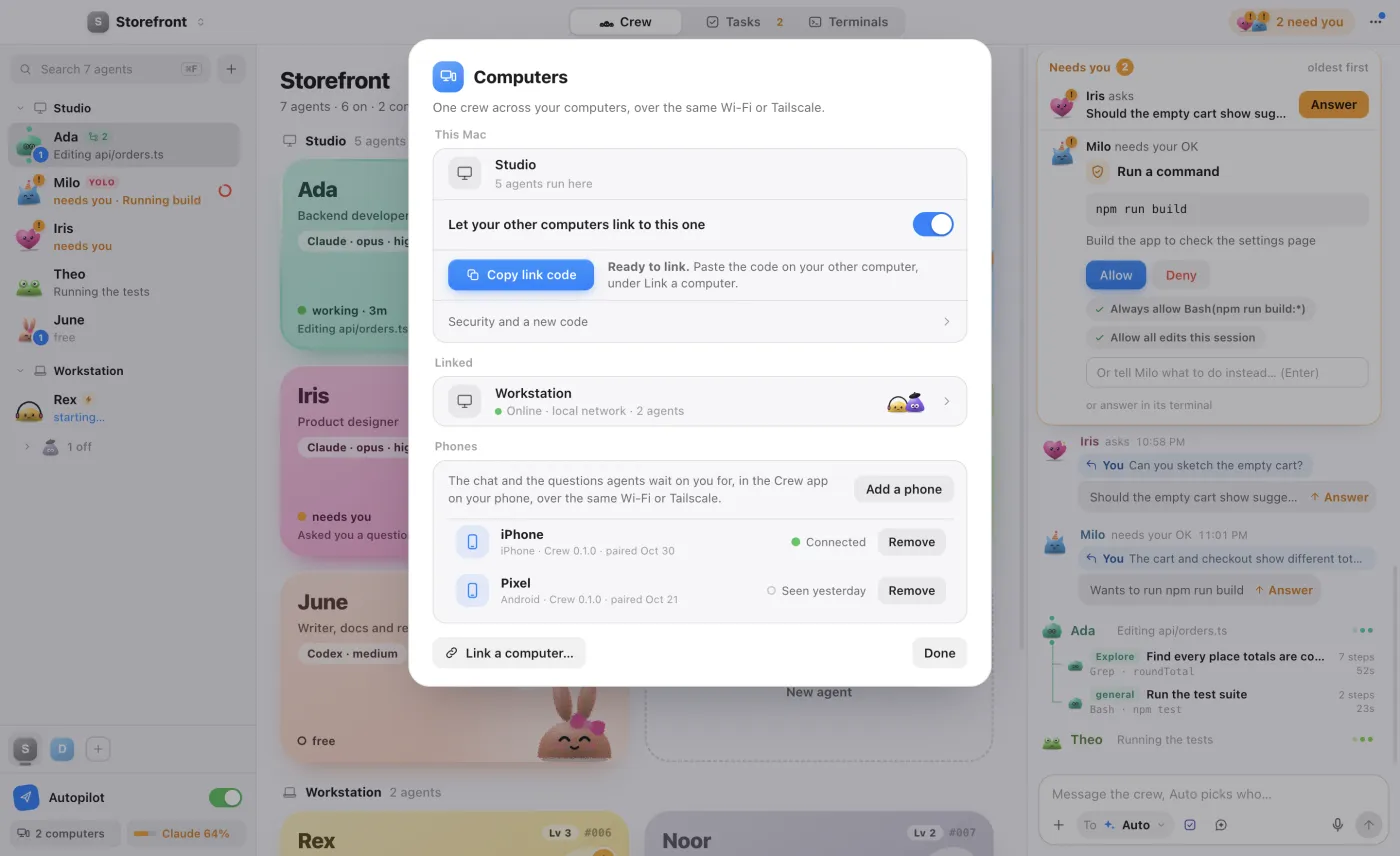 S Storefront
Crew
Tasks 2
Terminals
2 need you
Search 7 agents ⌘F
Studio
Ada 2
1 Editing api/orders.ts
Milo YOLO
needs you · Running build
Iris
needs you
Theo
Running the tests
June
1 free
Workstation
Rex
starting...
1 off
S D +
Autopilot
2 computers
Claude 64%
Storefront
7 agents · 6 on · 2 con
Studio 5 agents
Ada
Backend developer
Claude · opus · hig
working · 3m
Editing api/orders.ts
Iris
Product designer
Claude · opus · hig
needs you
Asked you a questio
June
Writer, docs and re
Codex · medium
free
New agent
Workstation 2 agents
Rex
Lv 3 #006
Noor
Lv 2 #007
Computers
One crew across your computers, over the same Wi-Fi or Tailscale.
This Mac
Studio
5 agents run here
Let your other computers link to this one
Copy link code
Ready to link. Paste the code on your other computer,
under Link a computer.
Security and a new code
Linked
Workstation
Online · local network · 2 agents
Phones
The chat and the questions agents wait on you for, in the Crew app
on your phone, over the same Wi-Fi or Tailscale.
Add a phone
iPhone
iPhone · Crew 0.1.0 · paired Oct 30
Connected
Remove
Pixel
Android · Crew 0.1.0 · paired Oct 21
Seen yesterday
Remove
Link a computer...
Done
Needs you 2
oldest first
Iris asks
Should the empty cart show sug...
Answer
Milo needs your OK
Run a command
npm run build
Build the app to check the settings page
Allow
Deny
Always allow Bash(npm run build:*)
Allow all edits this session
Or tell Milo what to do instead... (Enter)
or answer in its terminal
Iris asks 10:58 PM
You Can you sketch the empty cart?
Should the empty cart show sugge... ↑ Answer
Milo needs your OK 11:01 PM
You The cart and checkout show different tot...
Wants to run npm run build ↑ Answer
Ada Editing api/orders.ts
Explore Find every place totals are co... 7 steps
Grep · roundTotal 52s
general Run the test suite 2 steps
Bash · npm test 23s
Theo Running the tests
Message the crew, Auto picks who...
+ To Auto